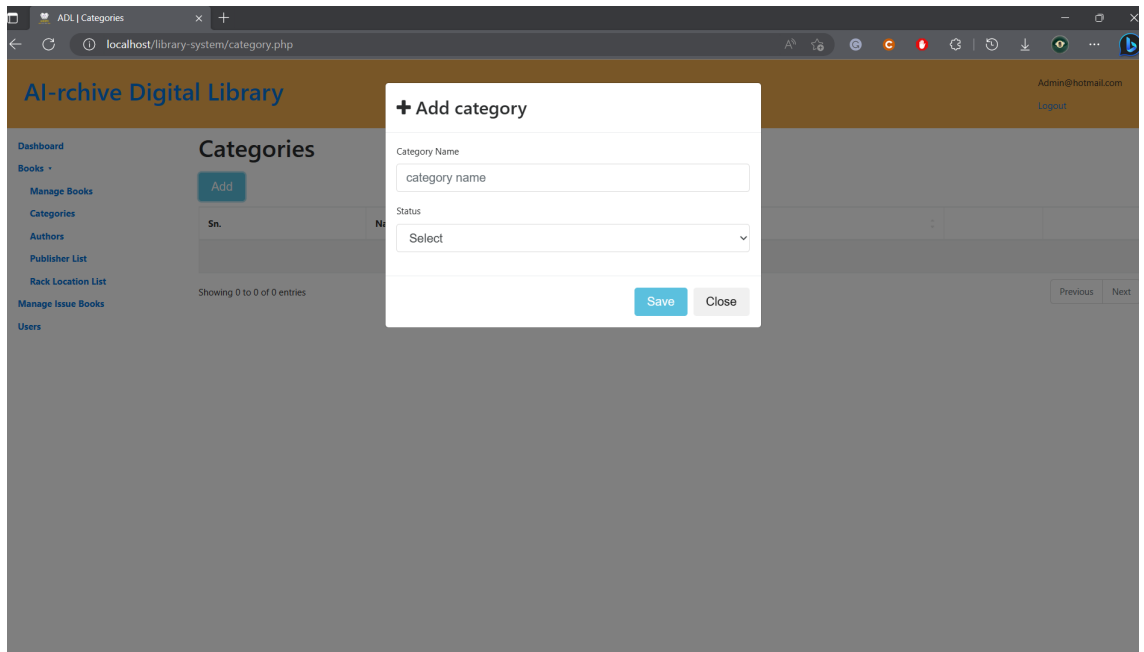 ADL | Categories
localhost/library-system/category.php
AI-rchive Digital Library
Admin@hotmail.com
Logout
Dashboard
Books
Manage Books
Categories
Authors
Publisher List
Rack Location List
Manage Issue Books
Users
Categories
Add
Sn.
Na
Showing 0 to 0 of 0 entries
Previous Next
Add category
Category Name
category name
Status
Select
Save Close